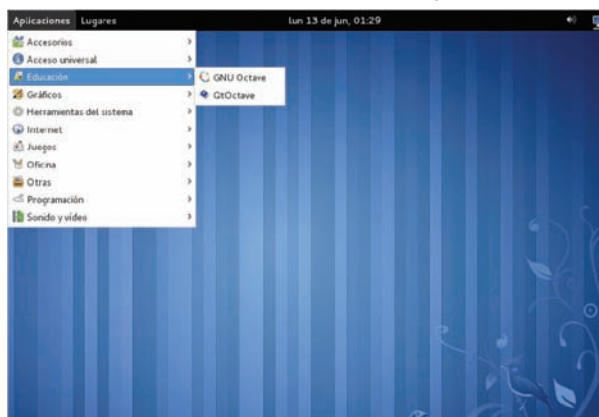 Aplicaciones Lugares lun 13 de jun, 01:29
Accesorios
Acceso universal
Educación
GNU Octave
Gráficos
GtOctave
Herramientas del sistema
Internet
Juegos
Oficina
Otras
Programación
Sonido y vídeo